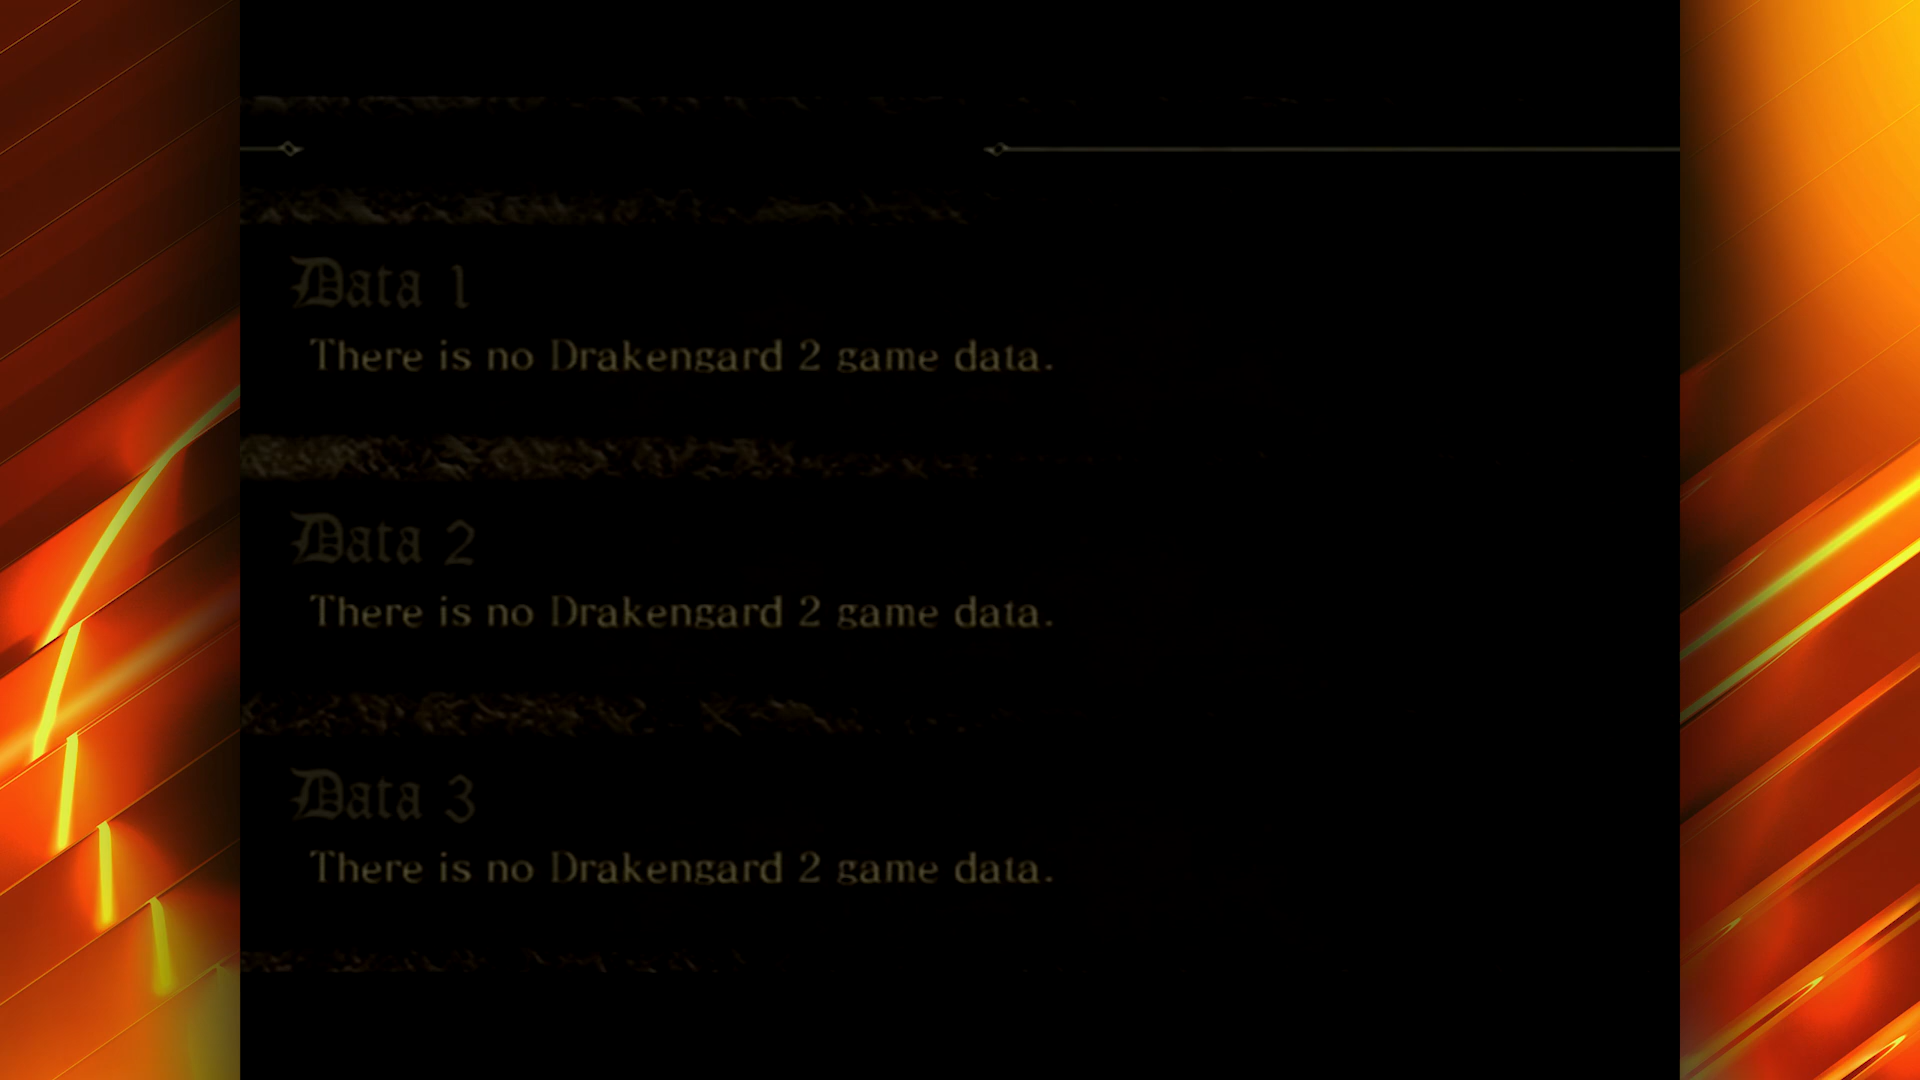 Data 1
There is no Drakengard 2 game data.
Data 2
There is no Drakengard 2 game data.
Data 3
There is no Drakengard 2 game data.